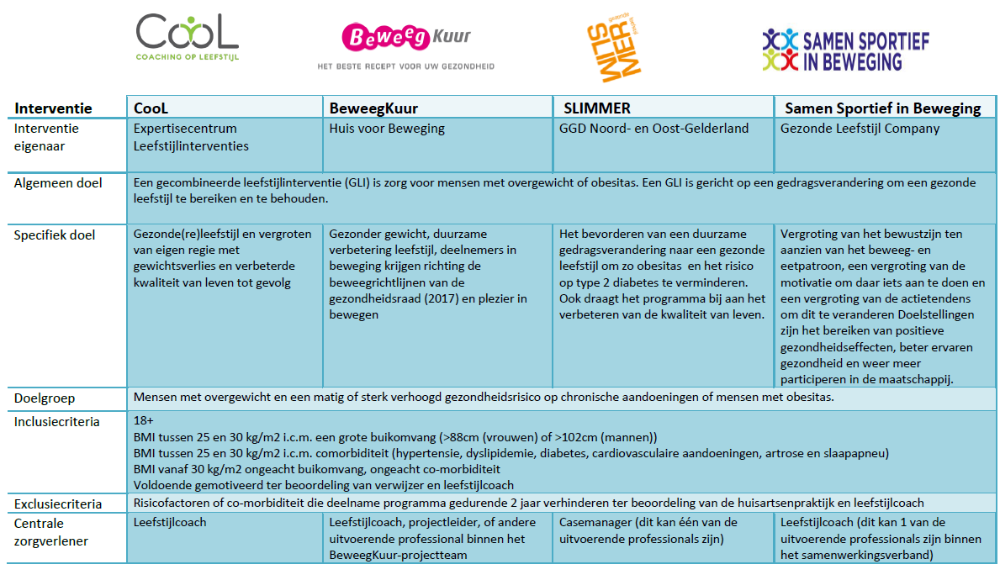 CooL
COACHING OP LEEFSTIJL
BeweegKuur
HET BESTE RECEPT VOOR UW GEZONDHEID
SLIMMER
gezonde leefstijl
SAMEN SPORTIEF
IN BEWEGING
Interventie
CooL
BeweegKuur
SLIMMER
Samen Sportief in Beweging
Interventie
eigenaar
Expertisecentrum
Leefstijlinterventies
Huis voor Beweging
GGD Noord- en Oost-Gelderland
Gezonde Leefstijl Company
Algemeen doel
Een gecombineerde leefstijlinterventie (GLI) is zorg voor mensen met overgewicht of obesitas. Een GLI is gericht op een gedragsverandering om een gezonde
leefstijl te bereiken en te behouden.
Specifiek doel
Gezonde(re)leefstijl en vergroten
van eigen regie met
gewichtsverlies en verbeterde
kwaliteit van leven tot gevolg
Gezonder gewicht, duurzame
verbetering leefstijl, deelnemers in
beweging krijgen richting de
beweegrichtlijnen van de
gezondheidsraad (2017) en plezier in
bewegen
Het bevorderen van een duurzame
gedragsverandering naar een gezonde
leefstijl om zo obesitas en het risico
op type 2 diabetes te verminderen.
Ook draagt het programma bij aan het
verbeteren van de kwaliteit van leven.
Vergroting van het bewustzijn ten
aanzien van het beweeg- en
eetpatroon, een vergroting van de
motivatie om daar iets aan te doen en
een vergroting van de actietendens
om dit te veranderen Doelstellingen
zijn het bereiken van positieve
gezondheidseffecten, beter ervaren
gezondheid en weer meer
participeren in de maatschappij.
Doelgroep
Mensen met overgewicht en een matig of sterk verhoogd gezondheidsrisico op chronische aandoeningen of mensen met obesitas.
Inclusiecriteria
18+
BMI tussen 25 en 30 kg/m2 i.c.m. een grote buikomvang (>88cm (vrouwen) of >102cm (mannen))
BMI tussen 25 en 30 kg/m2 i.c.m. comorbiditeit (hypertensie, dyslipidemie, diabetes, cardiovasculaire aandoeningen, artrose en slaapapneu)
BMI vanaf 30 kg/m2 ongeacht buikomvang, ongeacht co-morbiditeit
Voldoende gemotiveerd ter beoordeling van verwijzer en leefstijlcoach
Exclusiecriteria
Risicofactoren of co-morbiditeit die deelname programma gedurende 2 jaar verhinderen ter beoordeling van de huisartsenpraktijk en leefstijlcoach
Centrale
zorgverlener
Leefstijlcoach
Leefstijlcoach, projectleider, of andere
uitvoerende professional binnen het
BeweegKuur-projectteam
Casemanager (dit kan één van de
uitvoerende professionals zijn)
Leefstijlcoach (dit kan 1 van de
uitvoerende professionals zijn binnen
het samenwerkingsverband)